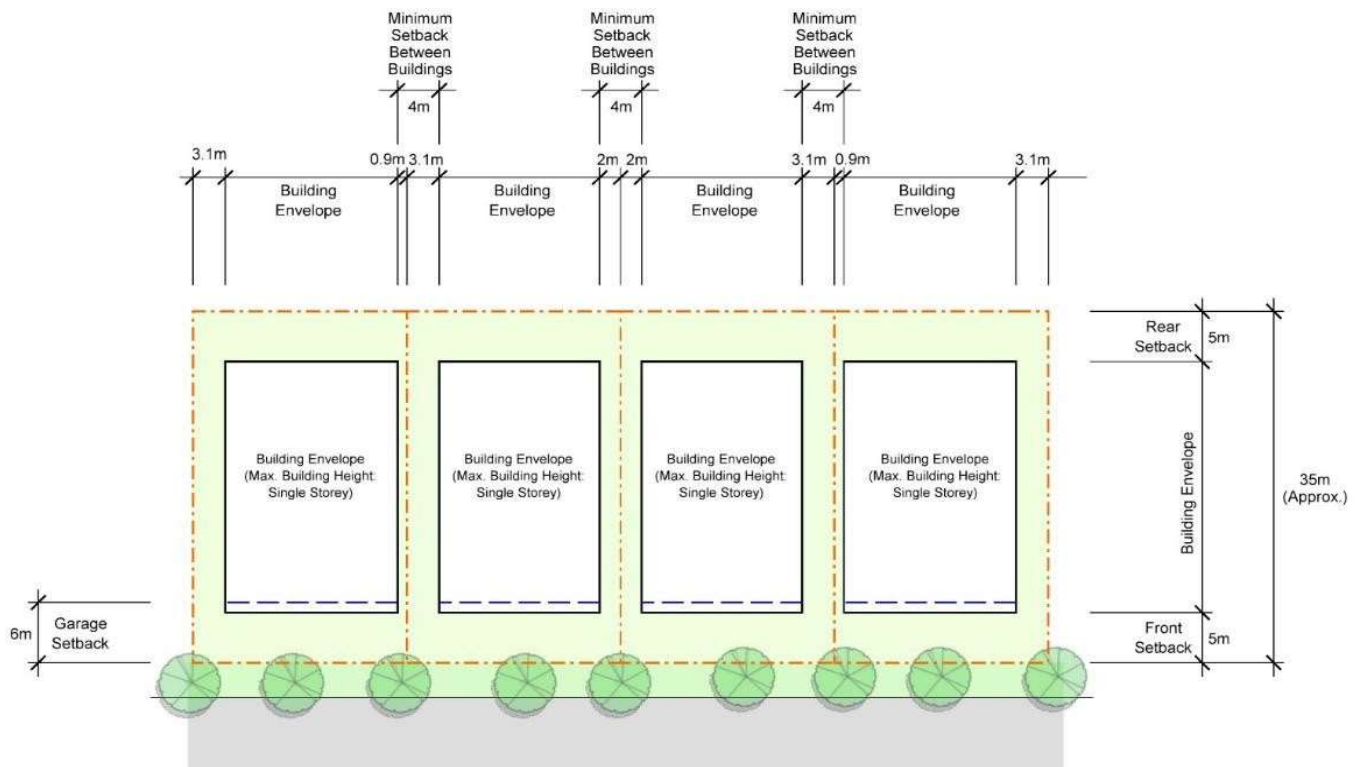 Minimum
Setback
Between
Buildings
Minimum
Setback
Between
Buildings
Minimum
Setback
Between
Buildings
4m
4m
4m
3.1m
0.9m
3.1m
2m
2m
3.1m
0.9m
3.1m
Building
Envelope
Building
Envelope
Building
Envelope
Building
Envelope
Rear
Setback
5m
Building Envelope
(Max. Building Height:
Single Storey)
Building Envelope
(Max. Building Height:
Single Storey)
Building Envelope
(Max. Building Height:
Single Storey)
Building Envelope
(Max. Building Height:
Single Storey)
Building Envelope
35m
(Approx.)
6m
Garage
Setback
Front
Setback
5m